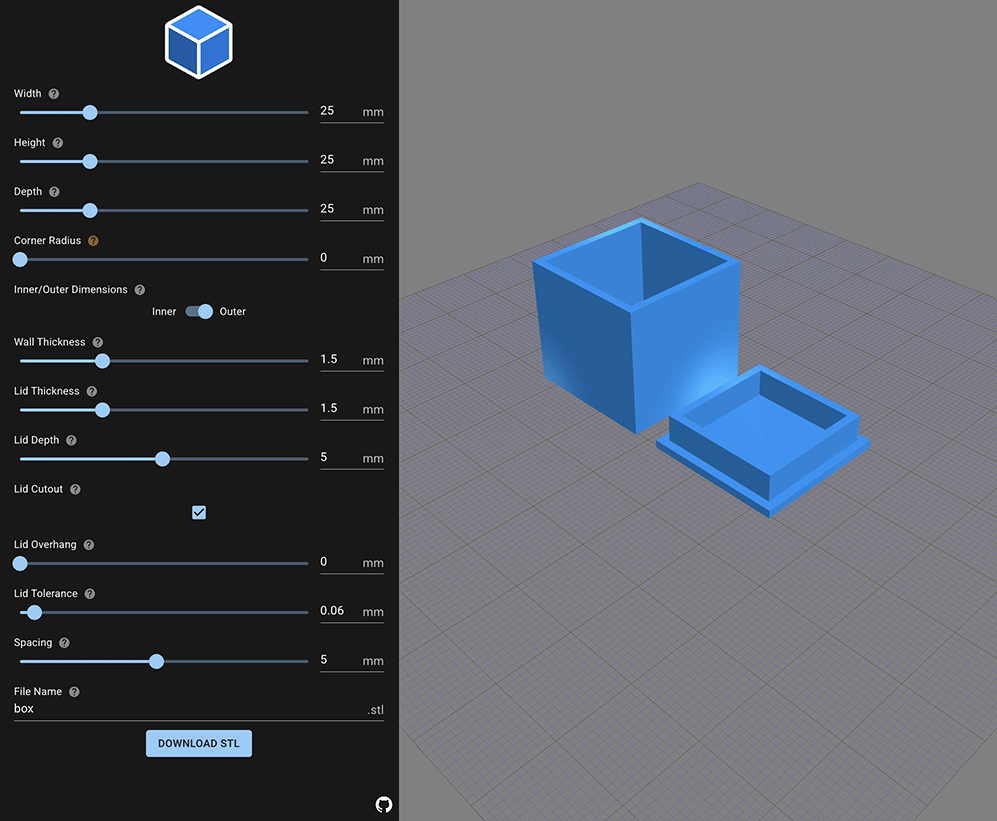 Width ?
25 mm
Height ?
25 mm
Depth ?
25 mm
Corner Radius ?
0 mm
Inner/Outer Dimensions ?
Inner Outer
Wall Thickness ?
1.5 mm
Lid Thickness ?
1.5 mm
Lid Depth ?
5 mm
Lid Cutout ?
Lid Overhang ?
0 mm
Lid Tolerance ?
0.06 mm
Spacing ?
5 mm
File Name ?
box .stl
DOWNLOAD STL